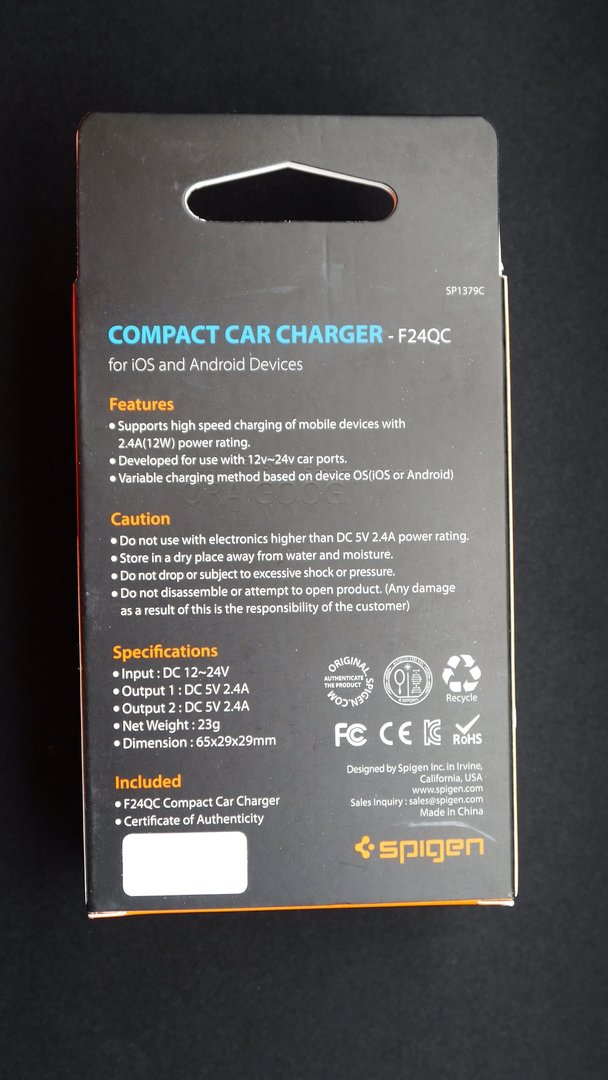 SP1379C
COMPACT CAR CHARGER - F24QC
for iOS and Android Devices
Features
• Supports high speed charging of mobile devices with
2.4A(12W) power rating.
• Developed for use with 12v~24v car ports.
• Variable charging method based on device OS(iOS or Android)
Caution
• Do not use with electronics higher than DC 5V 2.4A power rating.
• Store in a dry place away from water and moisture.
• Do not drop or subject to excessive shock or pressure.
• Do not disassemble or attempt to open product. (Any damage
as a result of this is the responsibility of the customer)
Specifications
• Input : DC 12~24V
• Output 1 : DC 5V 2.4A
• Output 2 : DC 5V 2.4A
• Net Weight : 23g
• Dimension : 65x29x29mm
ORIGINAL
AUTHENTICATE
THE PRODUCT
SPIGEN.COM
Recycle
FC CE RoHS
Included
• F24QC Compact Car Charger
• Certificate of Authenticity
Designed by Spigen Inc. in Irvine,
California, USA
www.spigen.com
Sales Inquiry : sales@spigen.com
Made in China
spigen